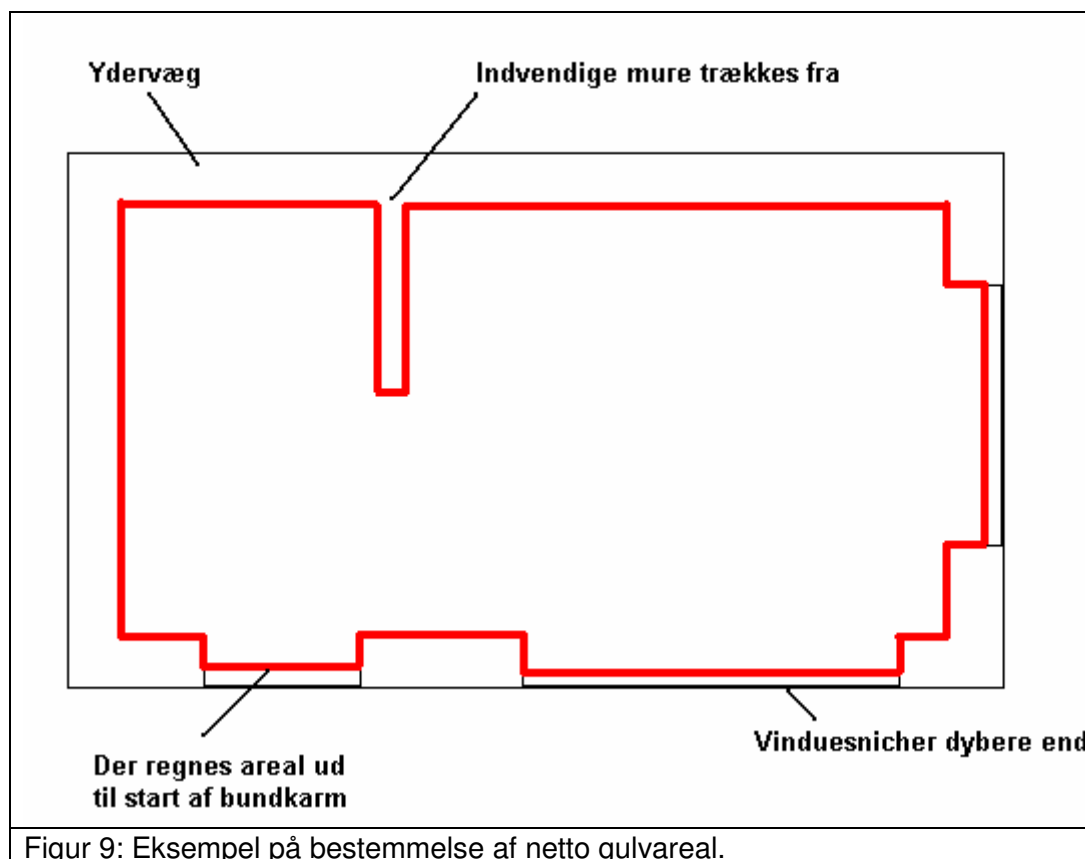 Ydervæg
Indvendige mure trækkes fra
Der regnes areal ud
til start af bundkarm
Vinduesnicher dybere end
Figur 9: Eksempel på bestemmelse af netto gulvareal.